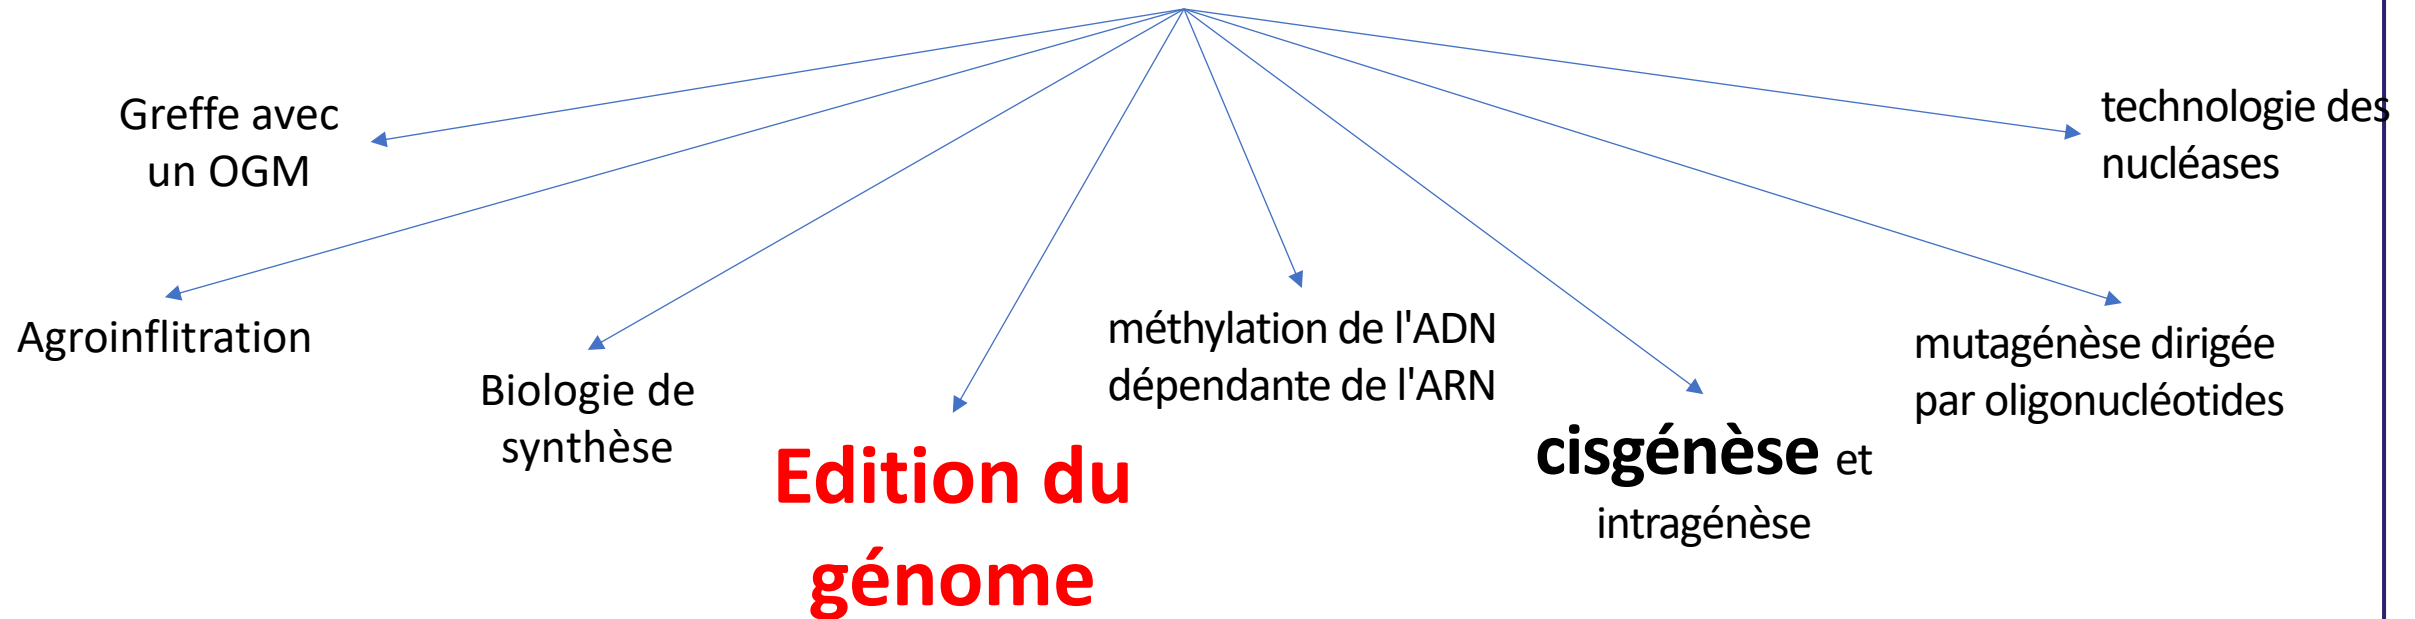 Greffe avec
un OGM
technologie des
nucléases
Agroinflitration
Biologie de
synthèse
Edition du
génome
méthylation de l'ADN
dépendante de l'ARN
cisgénèse et
intragénèse
mutagénèse dirigée
par oligonucléotides